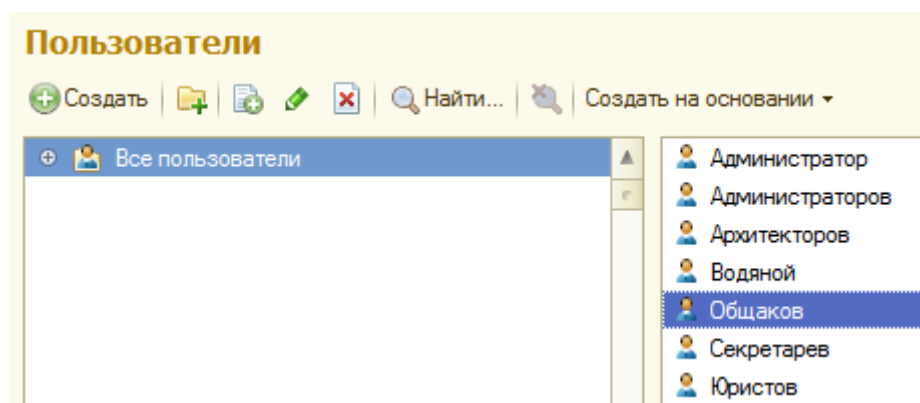 Пользователи
Создать Найти... Создать на основании
Все пользователи
Администратор
Администраторов
Архитекторов
Водяной
Общаков
Секретарев
Юристов